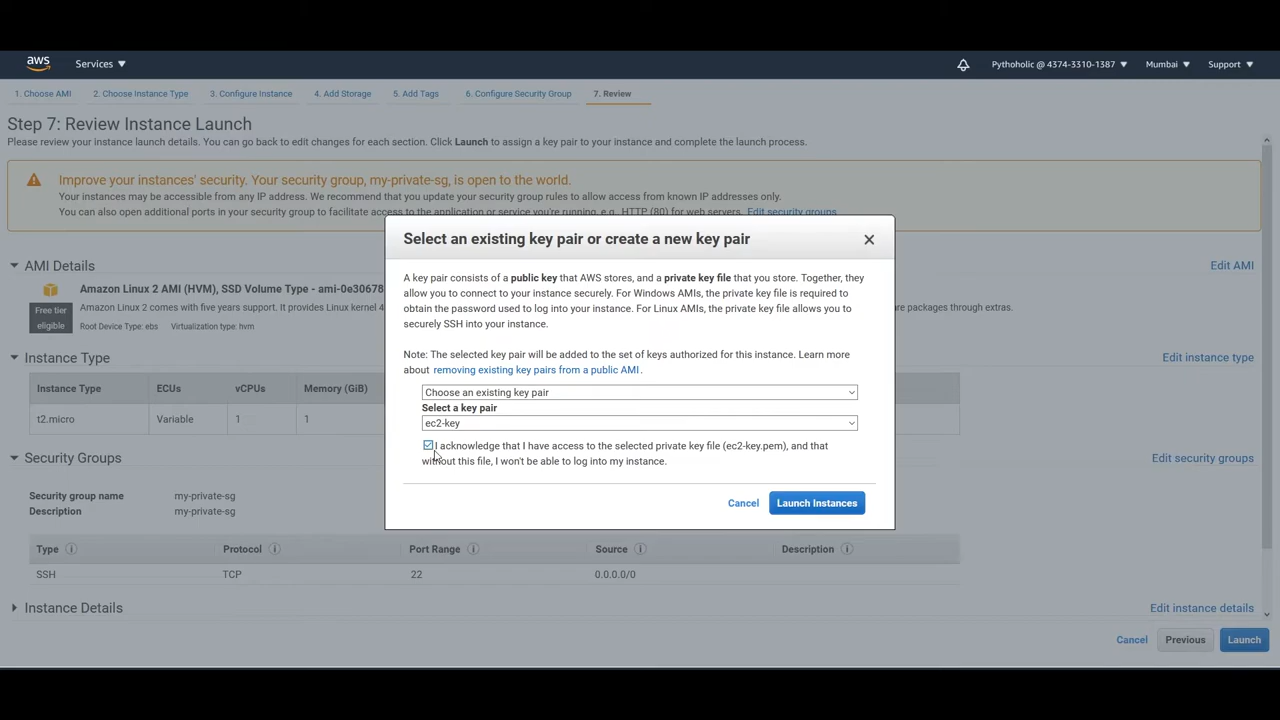 aws Services Pythoholic @ 4374-3310-1387 Mumbai Support
1. Choose AMI 2. Choose Instance Type 3. Configure Instance 4. Add Storage 5. Add Tags 6. Configure Security Group 7. Review
Step 7: Review Instance Launch
Please review your instance launch details. You can go back to edit changes for each section. Click Launch to assign a key pair to your instance and complete the launch process.
Improve your instances' security. Your security group, my-private-sg, is open to the world.
Your instances may be accessible from any IP address. We recommend that you update your security group rules to allow access from known IP addresses only.
You can also open additional ports in your security group to facilitate access to the application or service you're running, e.g., HTTP (80) for web servers. Edit security groups
Select an existing key pair or create a new key pair
A key pair consists of a public key that AWS stores, and a private key file that you store. Together, they
allow you to connect to your instance securely. For Windows AMIs, the private key file is required to
obtain the password used to log into your instance. For Linux AMIs, the private key file allows you to
securely SSH into your instance.
Note: The selected key pair will be added to the set of keys authorized for this instance. Learn more
about removing existing key pairs from a public AMI.
Choose an existing key pair
Select a key pair
ec2-key
I acknowledge that I have access to the selected private key file (ec2-key.pem), and that
without this file, I won't be able to log into my instance.
Cancel Launch Instances
AMI Details Edit AMI
Amazon Linux 2 AMI (HVM), SSD Volume Type - ami-0e30678
Free tier
eligible
Amazon Linux 2 comes with five years support. It provides Linux kernel 4 are packages through extras.
Root Device Type: ebs Virtualization type: hvm
Instance Type Edit instance type
Instance Type ECUs vCPUs Memory (GiB)
t2.micro Variable 1 1
Security Groups Edit security groups
Security group name my-private-sg
Description my-private-sg
Type Protocol Port Range Source Description
SSH TCP 22 0.0.0.0/0
Instance Details Edit instance details
Cancel Previous Launch